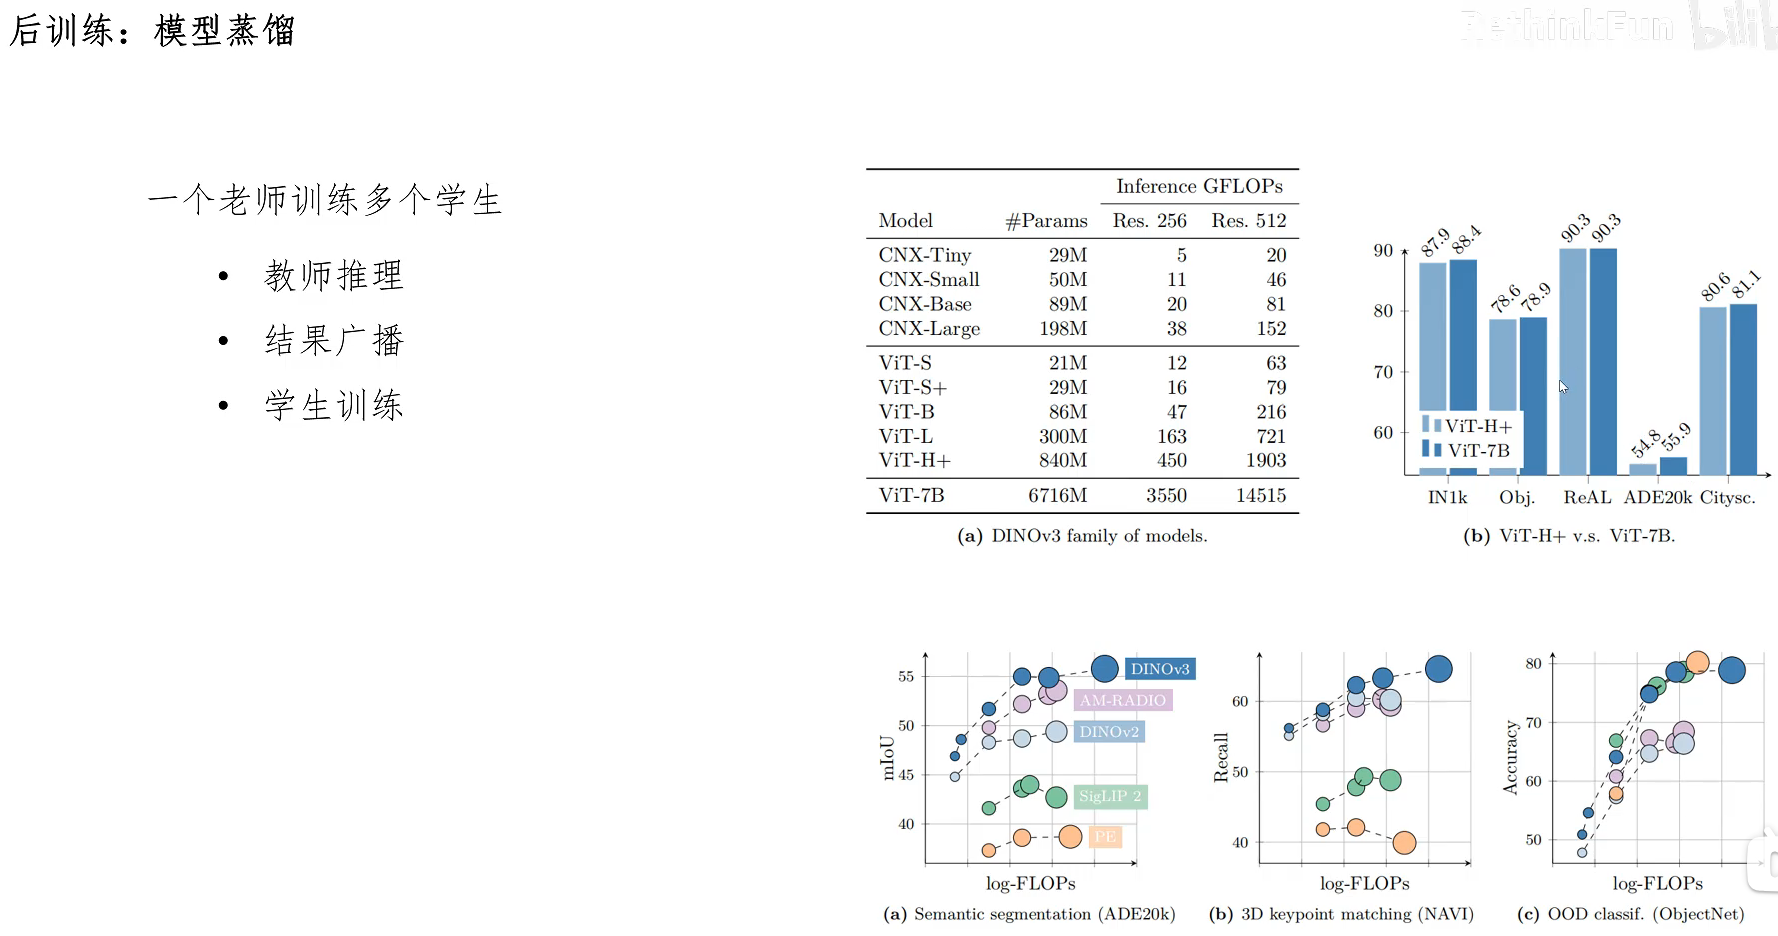 后训练：模型蒸馏
RethinkFun
一个老师训练多个学生
• 教师推理
• 结果广播
• 学生训练
Inference GFLOPs
Model #Params Res. 256 Res. 512
CNX-Tiny 29M 5 20
CNX-Small 50M 11 46
CNX-Base 89M 20 81
CNX-Large 198M 38 152
ViT-S 21M 12 63
ViT-S+ 29M 16 79
ViT-B 86M 47 216
ViT-L 300M 163 721
ViT-H+ 840M 450 1903
ViT-7B 6716M 3550 14515
(a) DINOv3 family of models.
87.9 88.4 78.6 78.9 90.3 90.3 54.8 55.9 80.6 81.1
90
80
70
60
ViT-H+
ViT-7B
IN1k Obj. ReAL ADE20k Citysc.
(b) ViT-H+ v.s. ViT-7B.
mIoU
55
50
45
40
DINOv3
AM-RADIO
DINOv2
SigLIP 2
PE
log-FLOPs
(a) Semantic segmentation (ADE20k)
Recall
60
50
40
log-FLOPs
(b) 3D keypoint matching (NAVI)
Accuracy
80
70
60
50
log-FLOPs
(c) OOD classif. (ObjectNet)